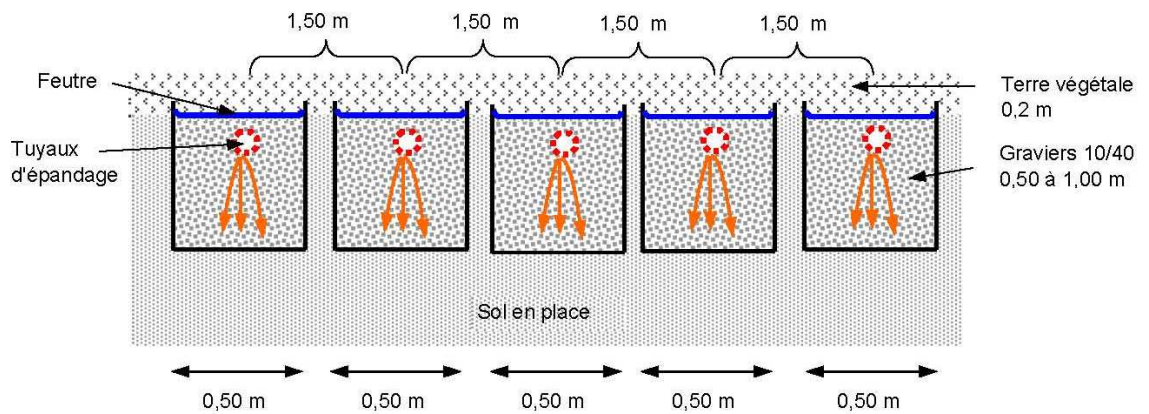 1,50 m
1,50 m
1,50 m
1,50 m
Feutre
Terre végétale
0,2 m
Tuyaux
d'épandage
Graviers 10/40
0,50 à 1,00 m
Sol en place
0,50 m
0,50 m
0,50 m
0,50 m
0,50 m